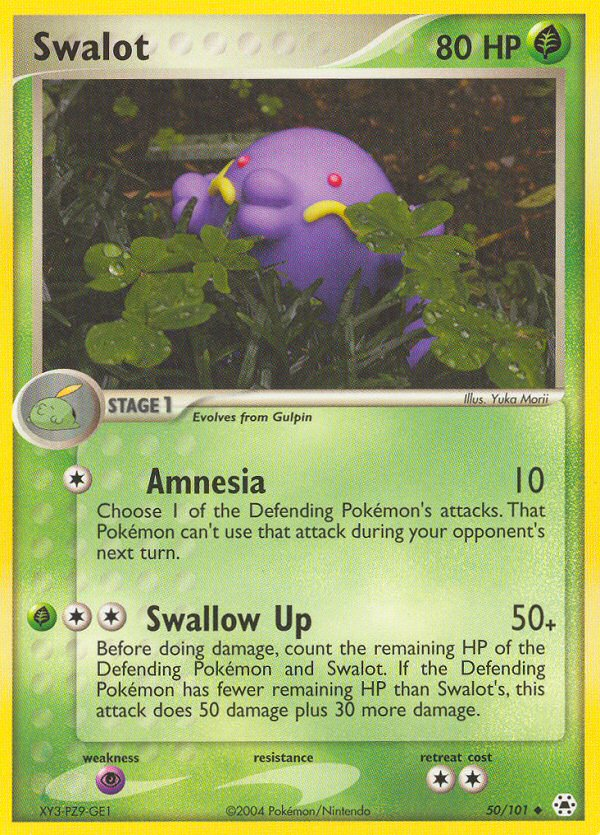 Swalot
80 HP
STAGE 1
Illus. Yuka Morii
Evolves from Gulpin
Amnesia 10
Choose 1 of the Defending Pokémon's attacks. That
Pokémon can't use that attack during your opponent's
next turn.
Swallow Up 50+
Before doing damage, count the remaining HP of the
Defending Pokémon and Swalot. If the Defending
Pokémon has fewer remaining HP than Swalot's, this
attack does 50 damage plus 30 more damage.
weakness resistance retreat cost
XY3-PZ9-GE1 ©2004 Pokémon/Nintendo 50/101